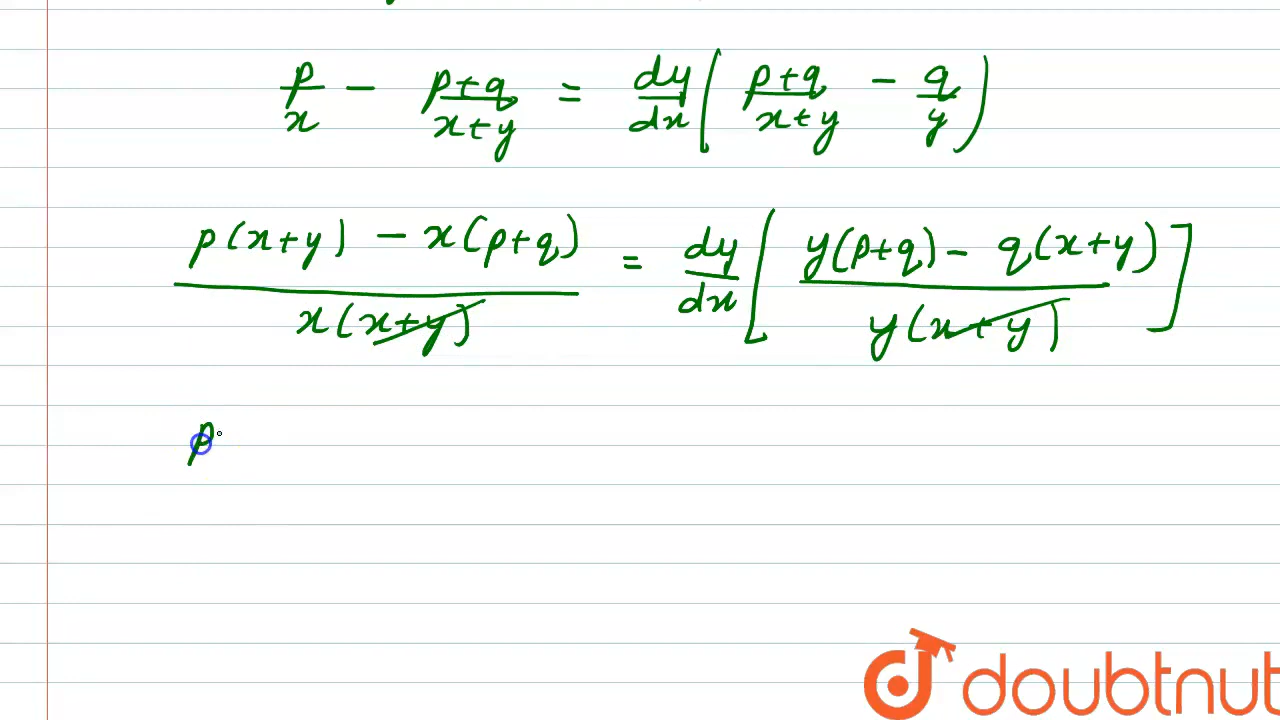 p/x - p+q/x+y = dy/dx ( p+q/x+y - q/y )
p(x+y) - x(p+q) / x(x+y) = dy/dx [ y(p+q) - q(x+y) / y(x+y) ]
p
doubtnut